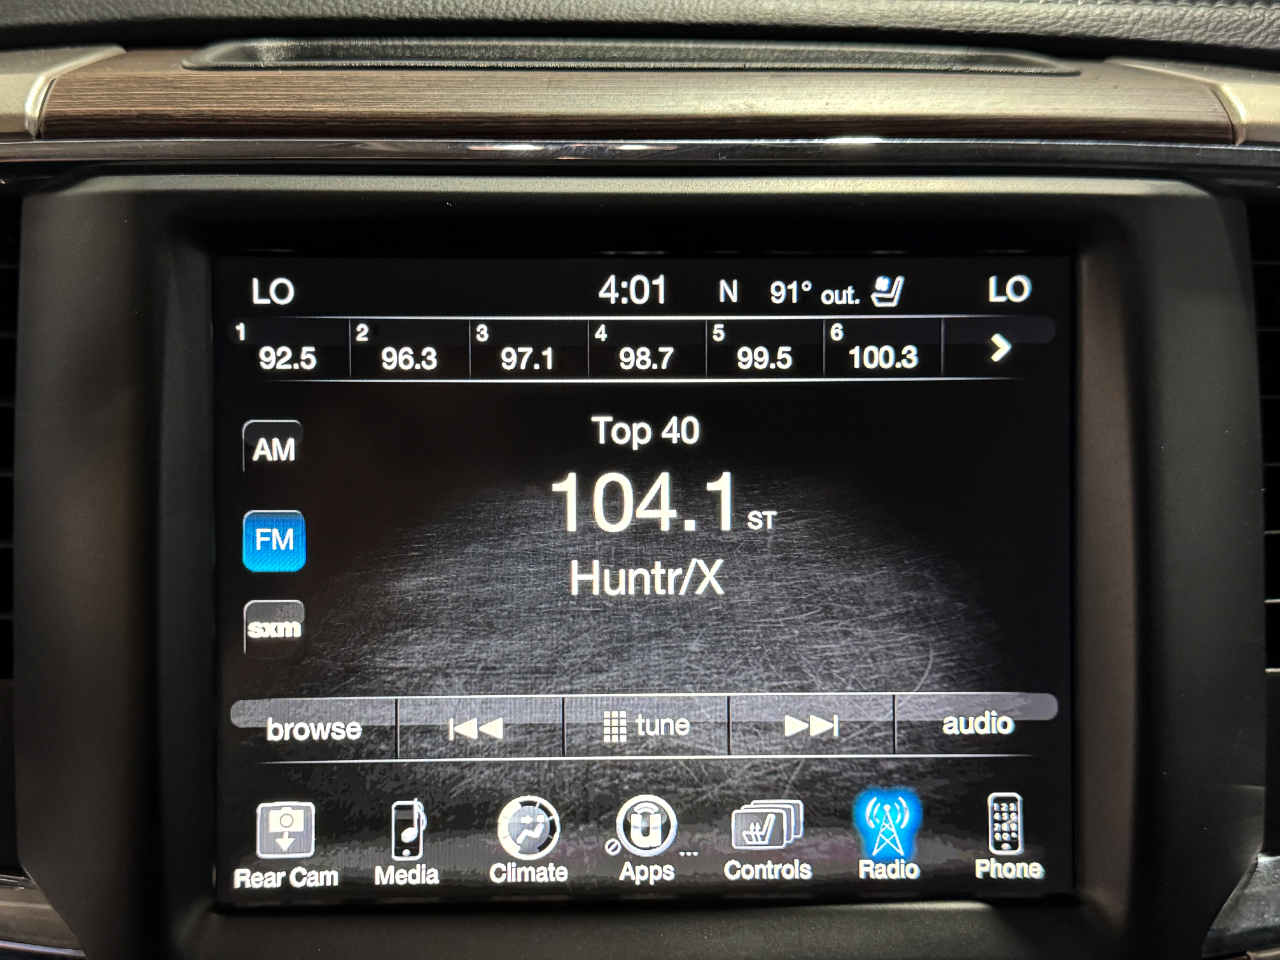 LO 4:01 N 91° out. LO
1 92.5 2 96.3 3 97.1 4 98.7 5 99.5 6 100.3
Top 40
AM
104.1 ST
FM
Huntr/X
sxm
browse tune audio
Rear Cam Media Climate Apps ... Controls Radio Phone